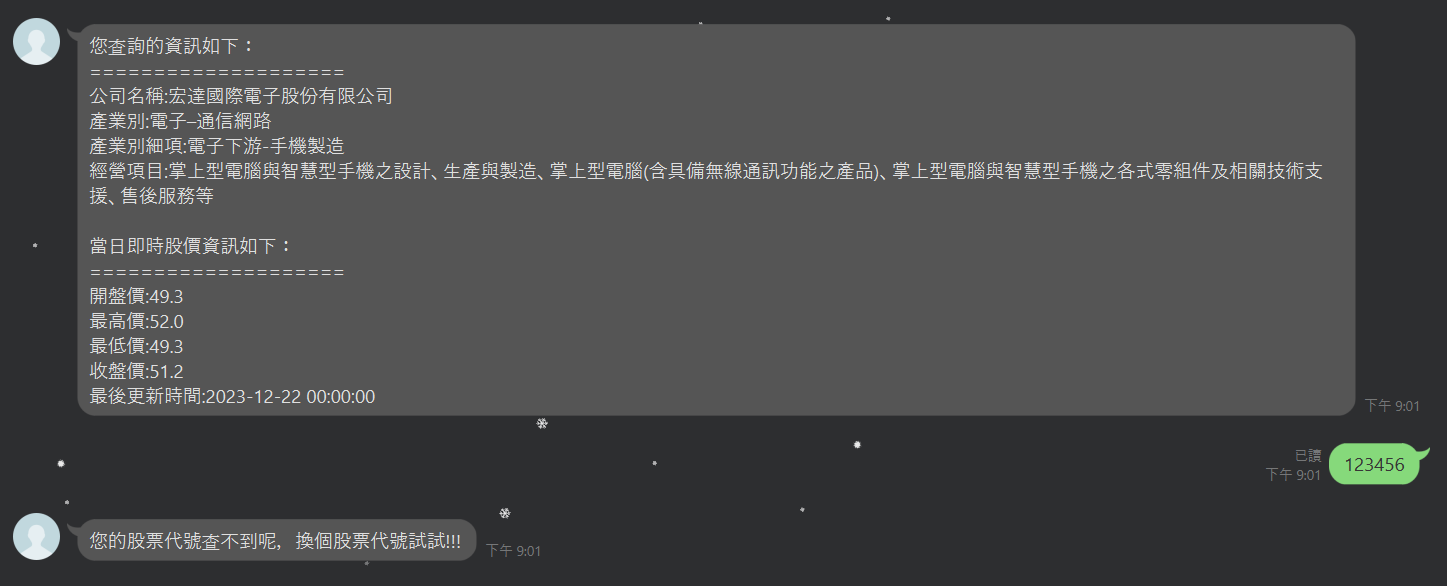 您查詢的資訊如下：
====================
公司名稱:宏達國際電子股份有限公司
產業別:電子–通信網路
產業別細項:電子下游-手機製造
經營項目:掌上型電腦與智慧型手機之設計、生產與製造、掌上型電腦(含具備無線通訊功能之產品)、掌上型電腦與智慧型手機之各式零組件及相關技術支
援、售後服務等
當日即時股價資訊如下：
====================
開盤價:49.3
最高價:52.0
最低價:49.3
收盤價:51.2
最後更新時間:2023-12-22 00:00:00
下午 9:01
已讀
下午 9:01
123456
您的股票代號查不到呢，換個股票代號試試!!!
下午 9:01